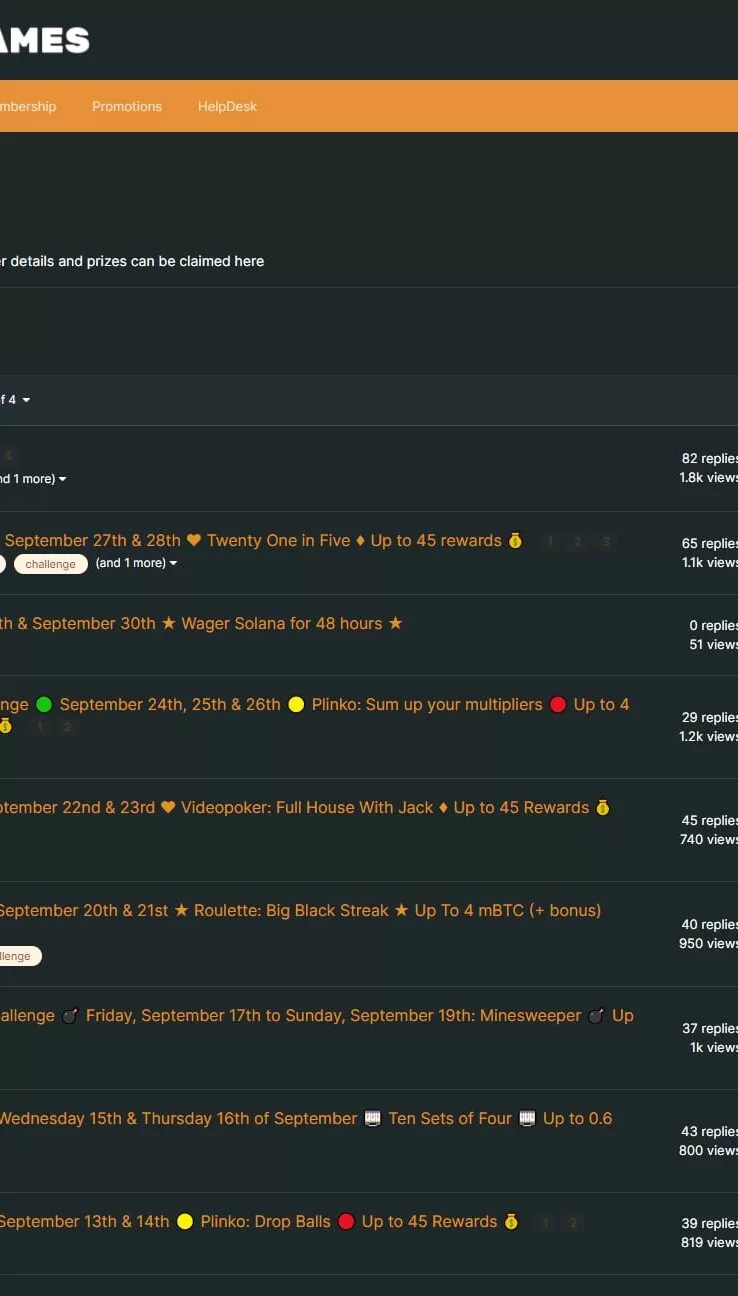 AMES
mbership Promotions HelpDesk
r details and prizes can be claimed here
f 4
4
82 replies
nd 1 more)
1.8k views
September 27th & 28th ♥ Twenty One in Five ♦ Up to 45 rewards 💰 1 2 3
65 replies
challenge (and 1 more)
1.1k views
th & September 30th ★ Wager Solana for 48 hours ★
0 replies
51 views
nge 🟢 September 24th, 25th & 26th 🟡 Plinko: Sum up your multipliers 🔴 Up to 4
💰 1 2
29 replies
1.2k views
ptember 22nd & 23rd ♥ Videopoker: Full House With Jack ♦ Up to 45 Rewards 💰
45 replies
740 views
September 20th & 21st ★ Roulette: Big Black Streak ★ Up To 4 mBTC (+ bonus)
40 replies
950 views
llenge
allenge 💣 Friday, September 17th to Sunday, September 19th: Minesweeper 💣 Up
37 replies
1k views
Wednesday 15th & Thursday 16th of September 🎰 Ten Sets of Four 🎰 Up to 0.6
43 replies
800 views
September 13th & 14th 🟡 Plinko: Drop Balls 🔴 Up to 45 Rewards 💰 1 2
39 replies
819 views